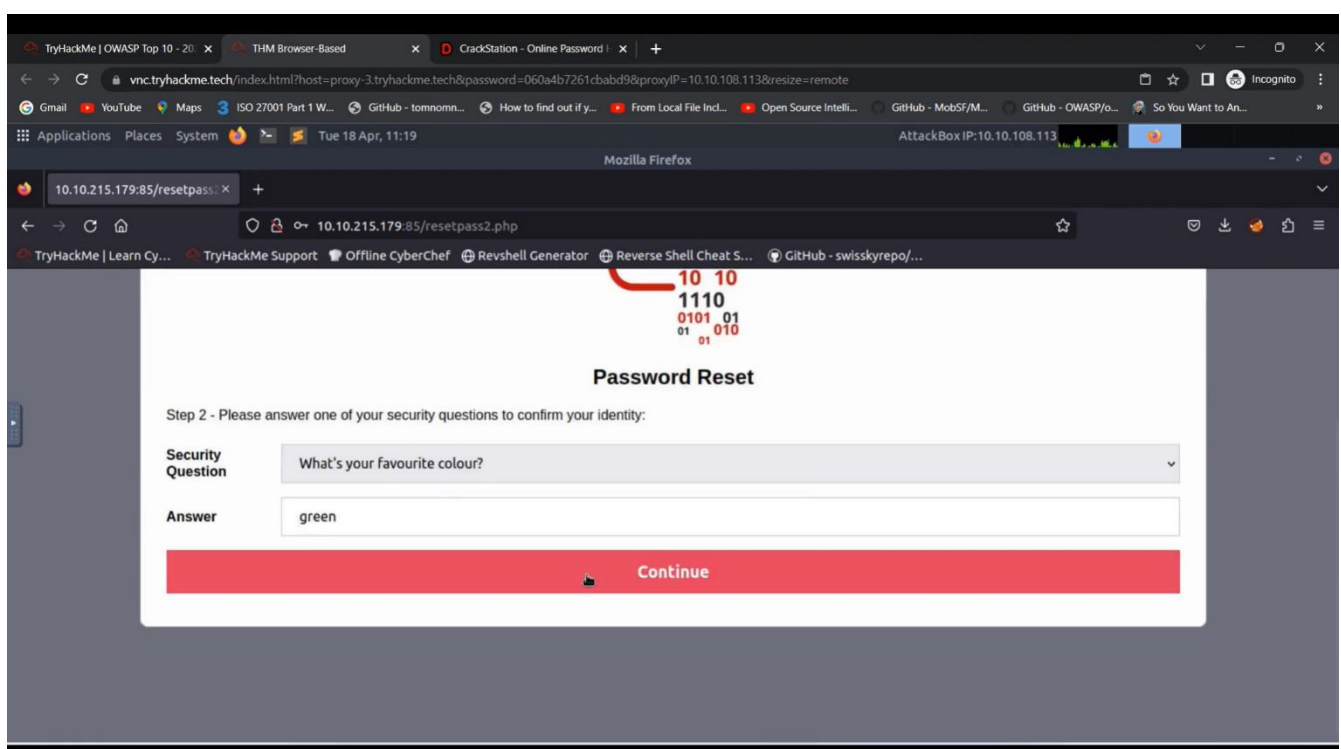 TryHackMe | OWASP Top 10 - 20
THM Browser-Based
CrackStation - Online Password H
vnc.tryhackme.tech/index.html?host=proxy-3.tryhackme.tech&password=060a4b7261cbabd98&proxyIP=10.10.108.113&resize=remote
Incognito
Gmail YouTube Maps ISO 27001 Part 1 W... GitHub - tomnomn... How to find out if y... From Local File Incl... Open Source Intelli... GitHub - MobSF/M... GitHub - OWASP/o... So You Want to An... »
Applications Places System Tue 18 Apr, 11:19 AttackBox IP:10.10.108.113
Mozilla Firefox
10.10.215.179:85/resetpass2
10.10.215.179:85/resetpass2.php
TryHackMe | Learn Cy... TryHackMe Support Offline CyberChef Revshell Generator Reverse Shell Cheat S... GitHub - swisskyrepo/...
10 10
1110
0101 01
01 010
01
Password Reset
Step 2 - Please answer one of your security questions to confirm your identity:
Security
Question
What's your favourite colour?
Answer
green
Continue